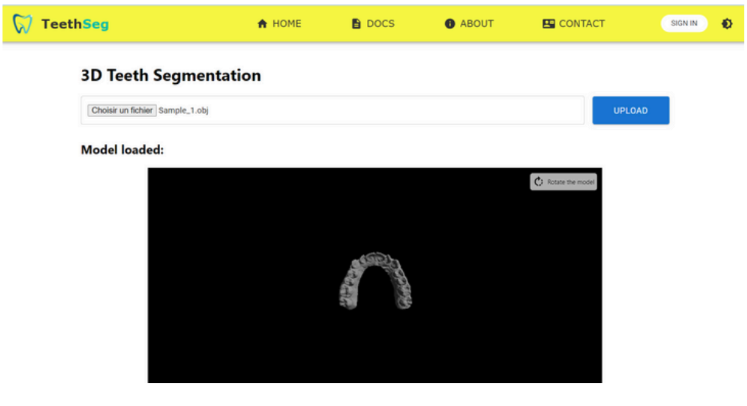 TeethSeg HOME DOCS ABOUT CONTACT SIGN IN
3D Teeth Segmentation
Choisir un fichier Sample_1.obj UPLOAD
Model loaded:
Rotate the model